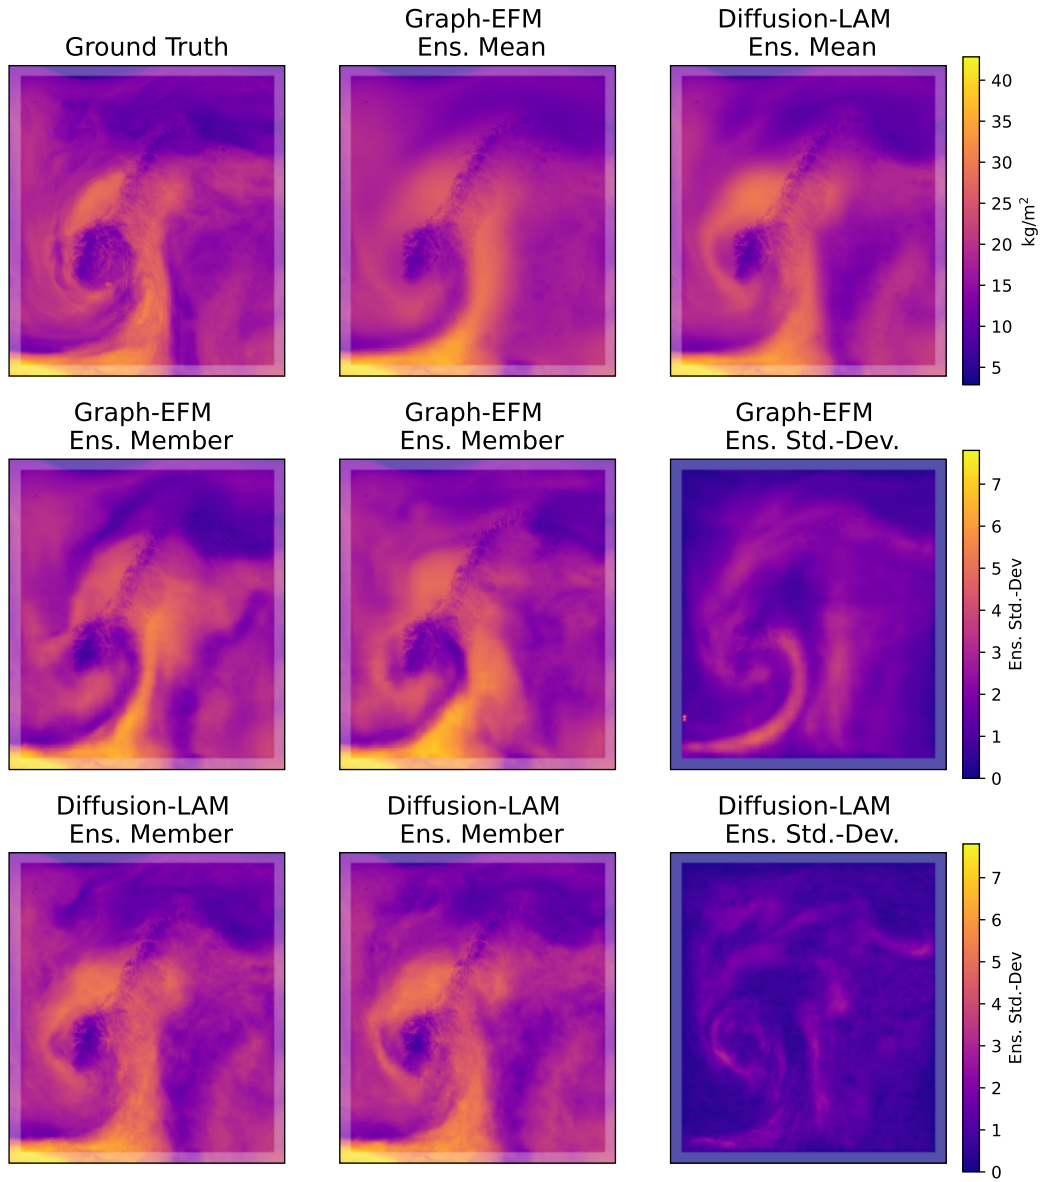 Ground Truth
Graph-EFM
Ens. Mean
Diffusion-LAM
Ens. Mean
40
35
30
25
20
15
10
5
kg/m²
Graph-EFM
Ens. Member
Graph-EFM
Ens. Member
Graph-EFM
Ens. Std.-Dev.
7
6
5
4
3
2
1
0
Ens. Std.-Dev
Diffusion-LAM
Ens. Member
Diffusion-LAM
Ens. Member
Diffusion-LAM
Ens. Std.-Dev.
7
6
5
4
3
2
1
0
Ens. Std.-Dev